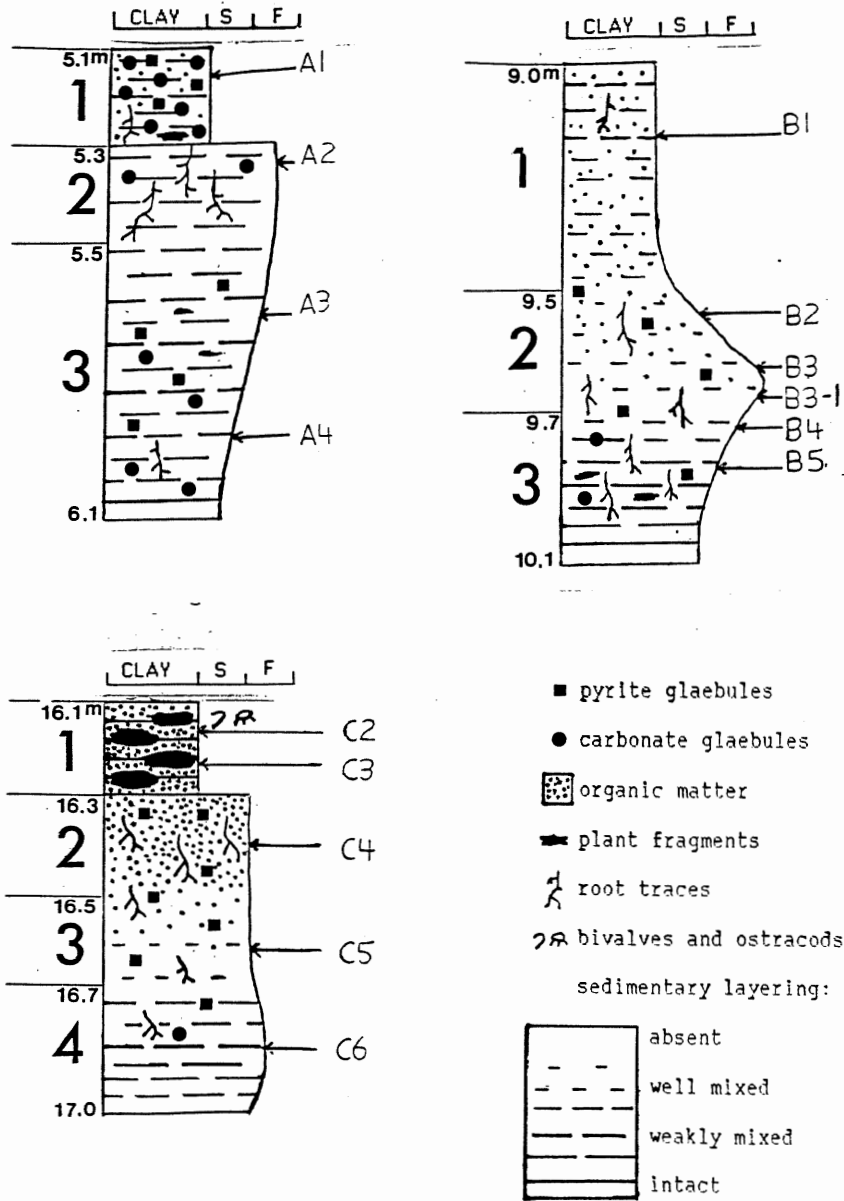 CLAY S F
5.1m
A1
1
5.3
A2
2
5.5
A3
3
A4
6.1
CLAY S F
9.0m
B1
1
9.5
B2
2
B3
B3-1
9.7
B4
B5
3
10.1
CLAY S F
16.1m
C2
1
C3
16.3
2
C4
16.5
3
C5
16.7
4
C6
17.0
pyrite glaebules
carbonate glaebules
organic matter
plant fragments
root traces
bivalves and ostracods
sedimentary layering:
absent
well mixed
weakly mixed
intact